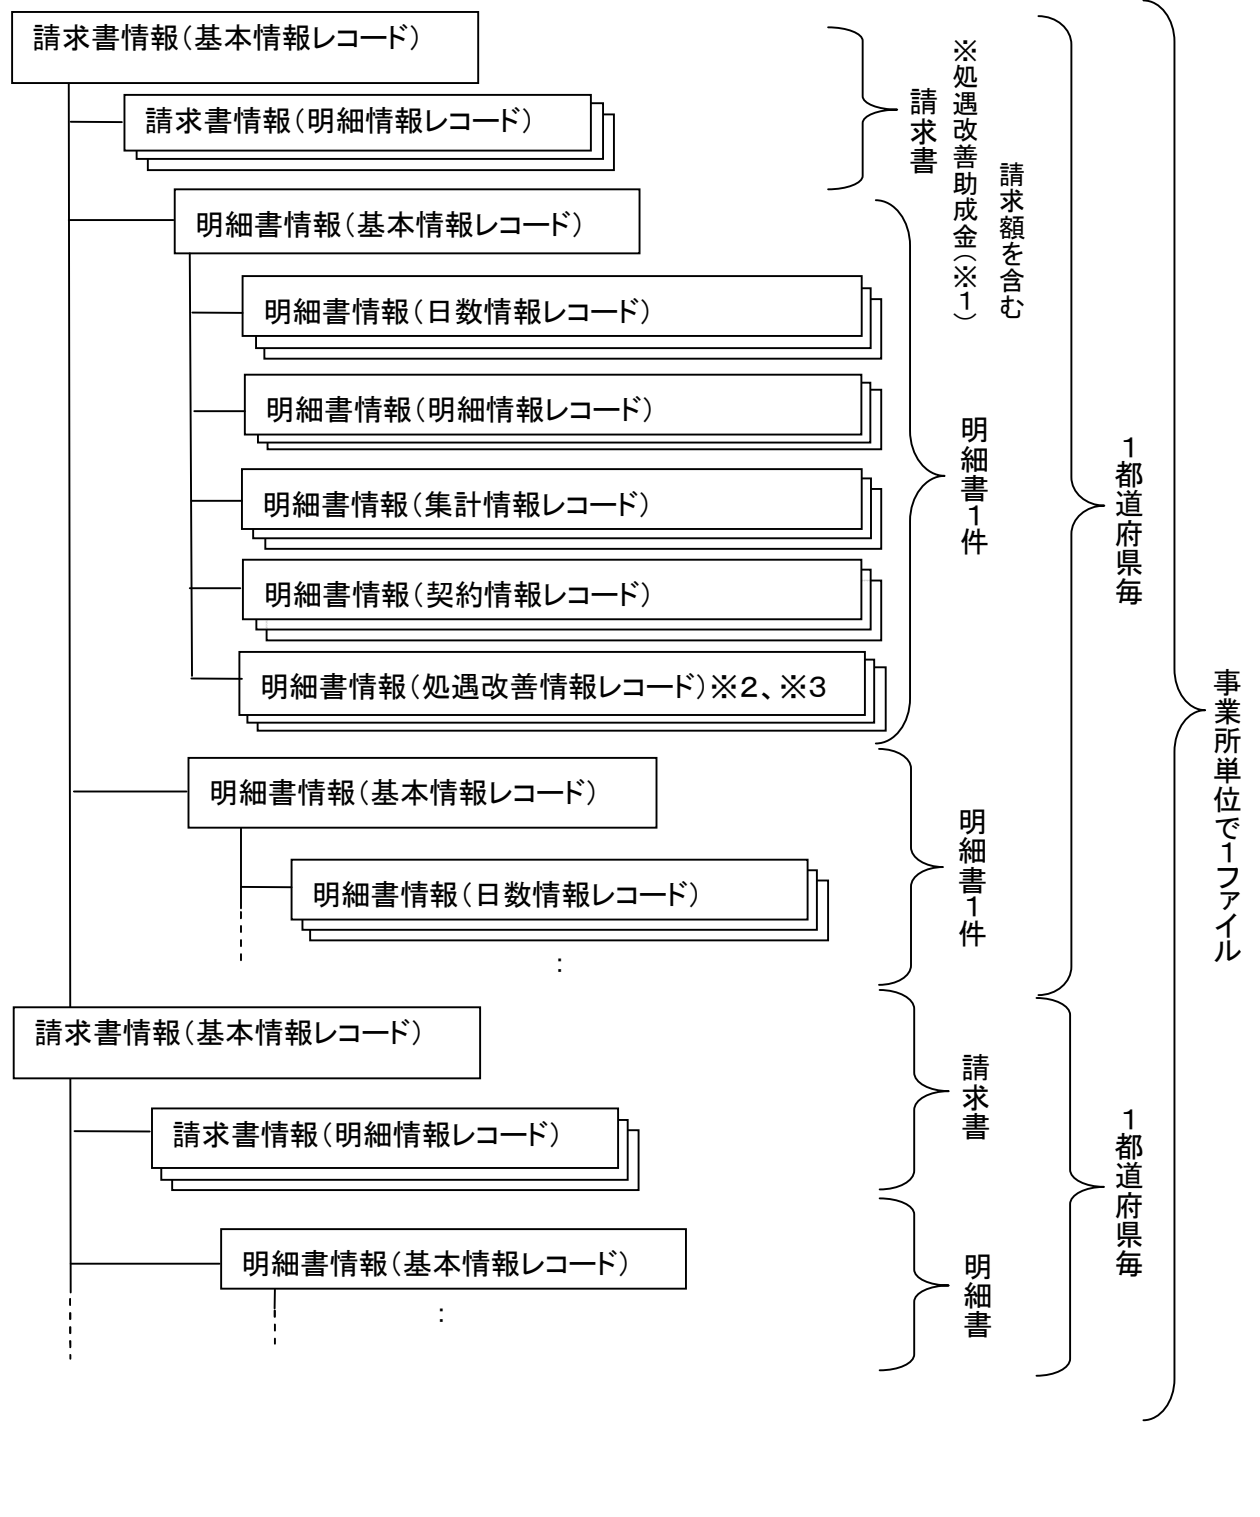 請求書情報（基本情報レコード）
請求書情報（明細情報レコード）
請求書
※処遇改善助成金（※１）
請求額を含む
明細書情報（基本情報レコード）
明細書情報（日数情報レコード）
明細書情報（明細情報レコード）
明細書情報（集計情報レコード）
明細書情報（契約情報レコード）
明細書情報（処遇改善情報レコード）※２、※３
明細書１件
明細書情報（基本情報レコード）
明細書情報（日数情報レコード）
：
明細書１件
１都道府県毎
請求書情報（基本情報レコード）
請求書情報（明細情報レコード）
請求書
明細書情報（基本情報レコード）
：
明細書
１都道府県毎
事業所単位で１ファイル